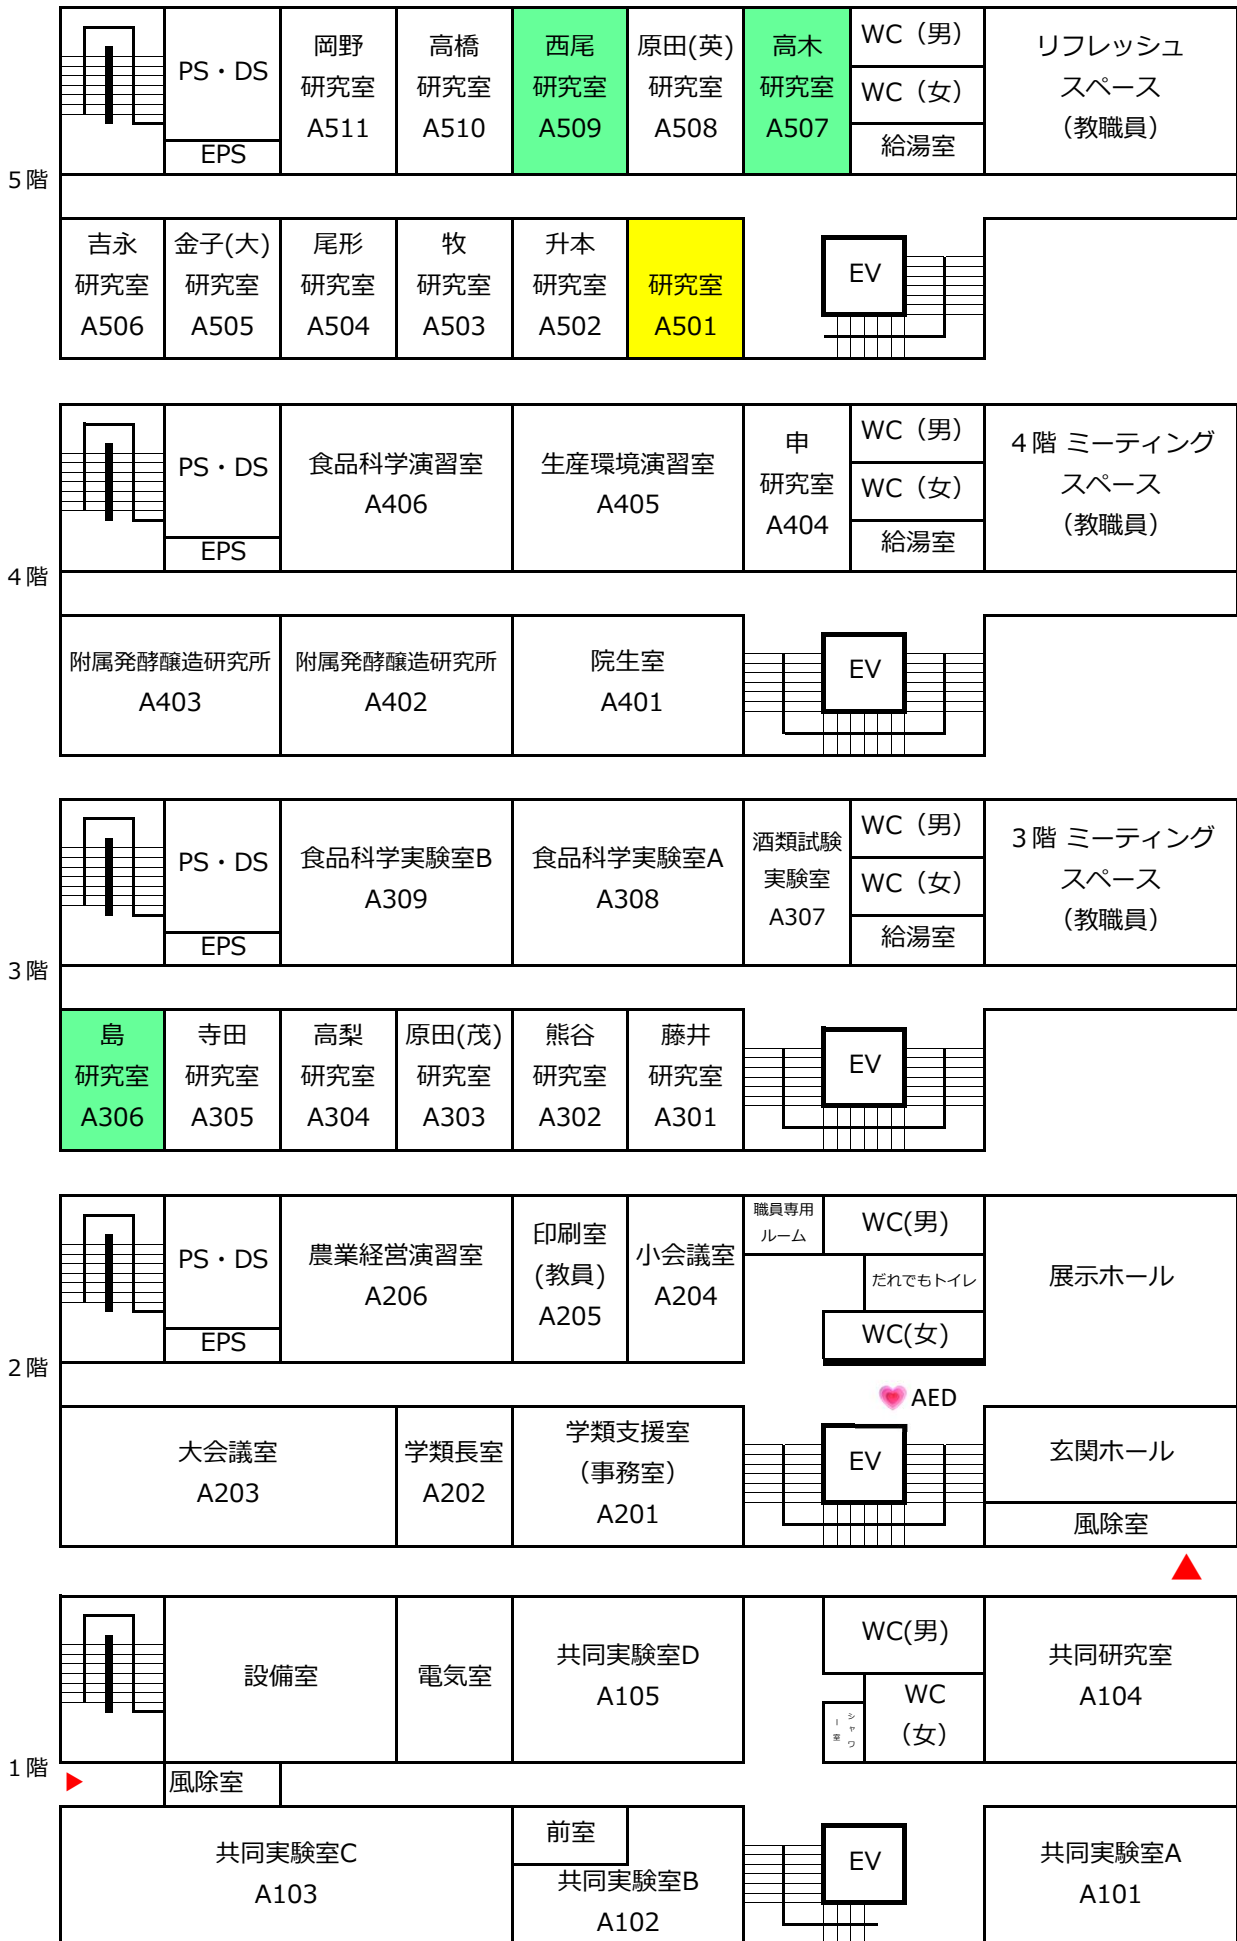 5階
PS・DS
EPS
岡野
研究室
A511
高橋
研究室
A510
西尾
研究室
A509
原田(英)
研究室
A508
高木
研究室
A507
WC（男）
WC（女）
給湯室
リフレッシュ
スペース
（教職員）
吉永
研究室
A506
金子(大)
研究室
A505
尾形
研究室
A504
牧
研究室
A503
升本
研究室
A502
研究室
A501
EV
4階
PS・DS
EPS
食品科学演習室
A406
生産環境演習室
A405
申
研究室
A404
WC（男）
WC（女）
給湯室
4階 ミーティング
スペース
（教職員）
附属発酵醸造研究所
A403
附属発酵醸造研究所
A402
院生室
A401
EV
3階
PS・DS
EPS
食品科学実験室B
A309
食品科学実験室A
A308
酒類試験
実験室
A307
WC（男）
WC（女）
給湯室
3階 ミーティング
スペース
（教職員）
島
研究室
A306
寺田
研究室
A305
高梨
研究室
A304
原田(茂)
研究室
A303
熊谷
研究室
A302
藤井
研究室
A301
EV
2階
PS・DS
EPS
農業経営演習室
A206
印刷室
(教員)
A205
小会議室
A204
職員専用
ルーム
WC(男)
だれでもトイレ
WC(女)
展示ホール
AED
大会議室
A203
学類長室
A202
学類支援室
（事務室）
A201
EV
玄関ホール
風除室
1階
設備室
電気室
共同実験室D
A105
WC(男)
シャワー室
WC
（女）
共同研究室
A104
風除室
共同実験室C
A103
前室
共同実験室B
A102
EV
共同実験室A
A101